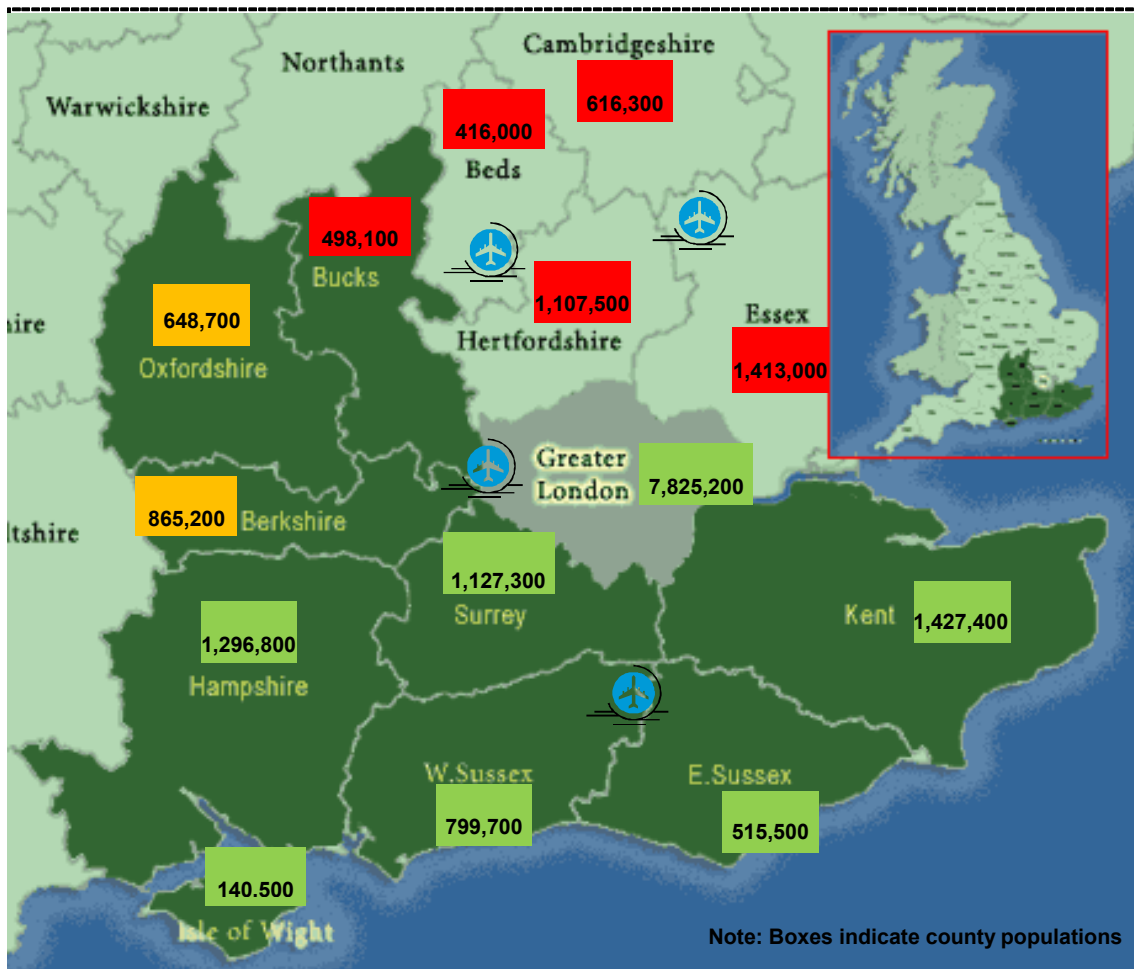 Cambridgeshire
616,300
Northants
Warwickshire
416,000
Beds
498,100
Bucks
1,107,500
Hertfordshire
648,700
Oxfordshire
ire
Essex
1,413,000
Greater
London
7,825,200
865,200
Berkshire
ltshire
1,127,300
Surrey
Kent
1,427,400
1,296,800
Hampshire
W.Sussex
799,700
E.Sussex
515,500
140.500
Isle of Wight
Note: Boxes indicate county populations